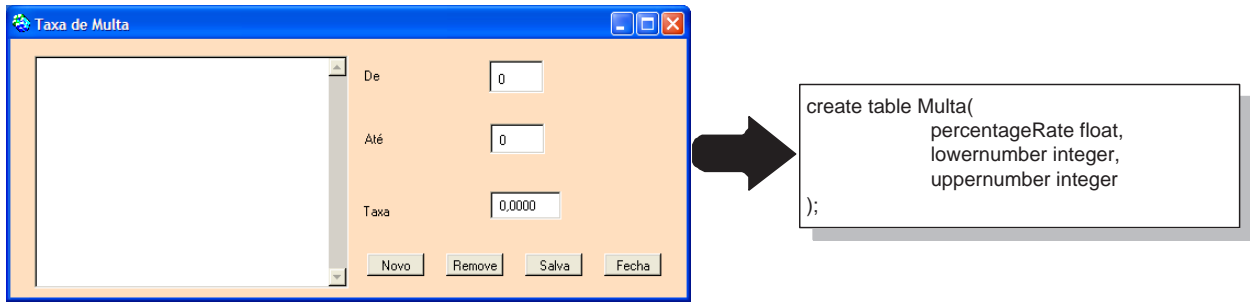 Taxa de Multa
De
0
Até
0
Taxa
0,0000
Novo Remove Salva Fecha
create table Multa(
percentageRate float,
lowernumber integer,
uppernumber integer
);